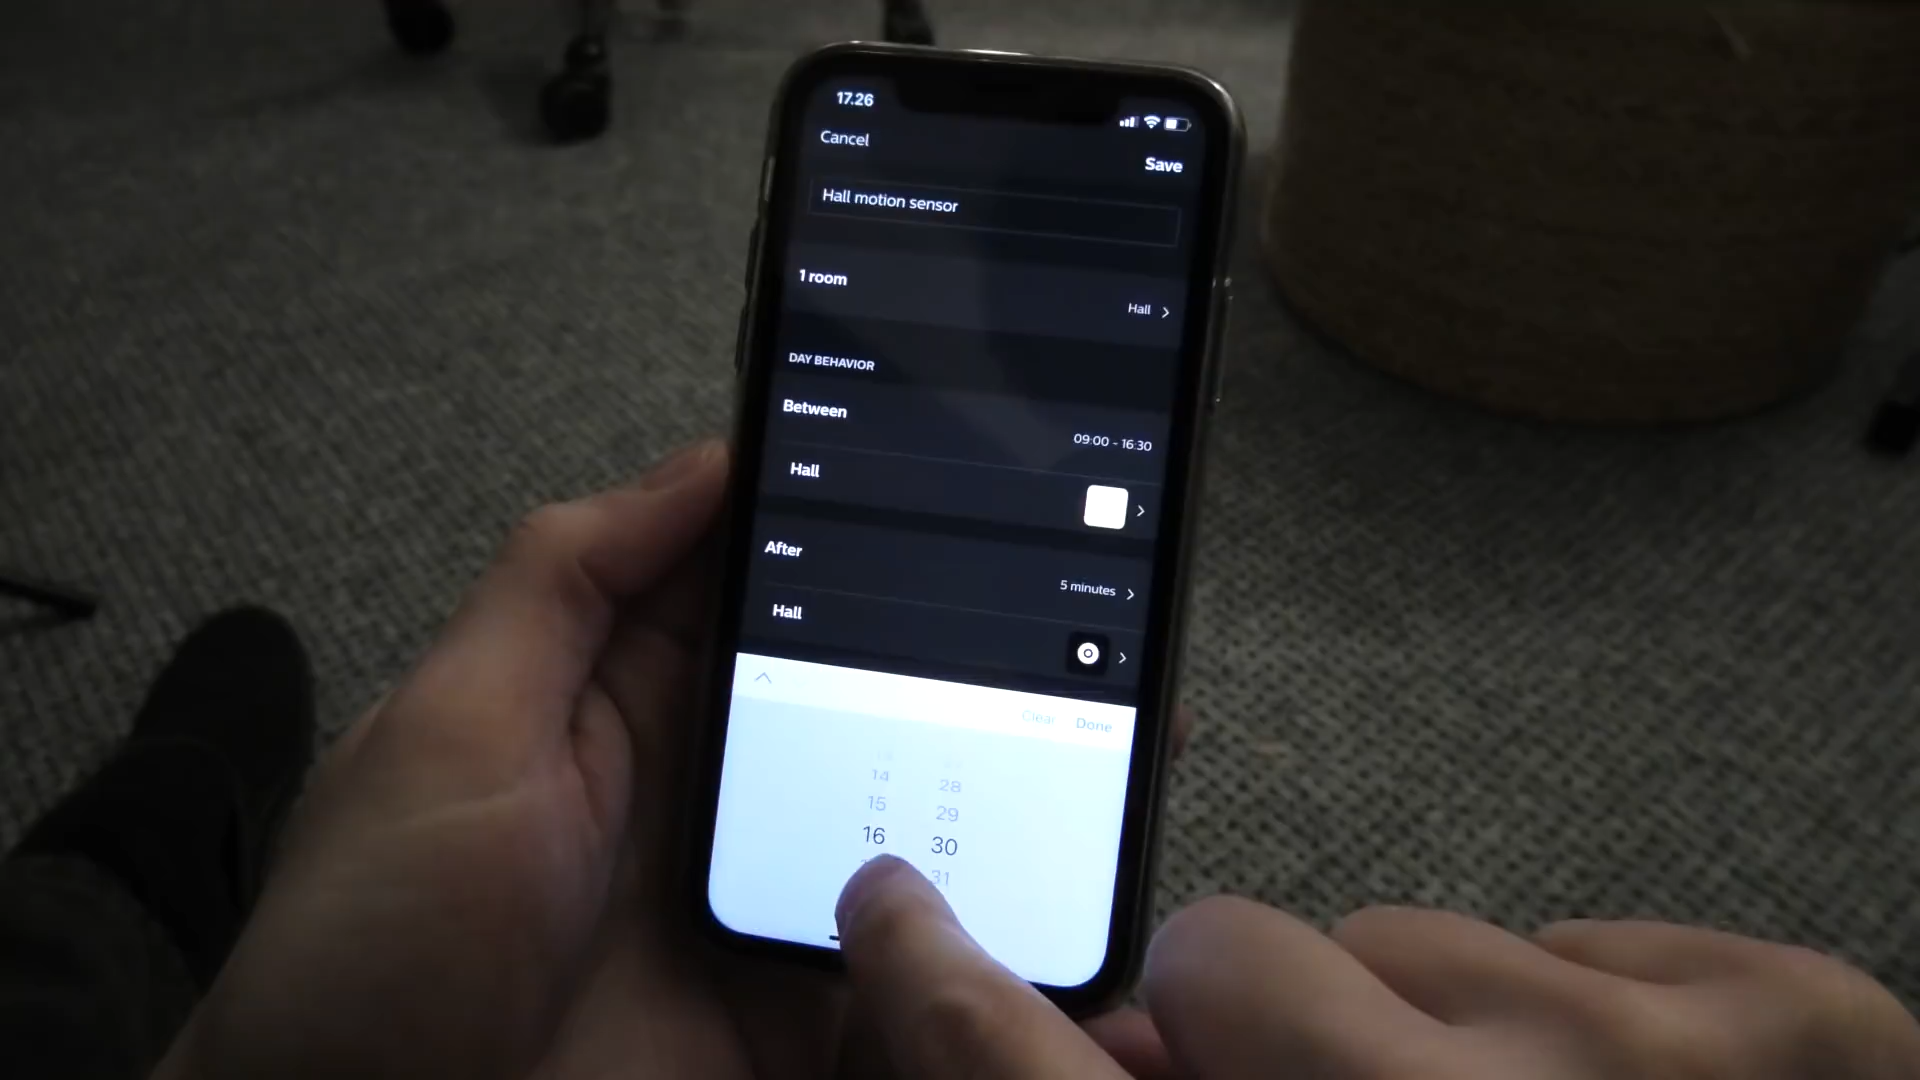 17.26
Cancel
Save
Hall motion sensor
1 room
Hall
DAY BEHAVIOR
Between
09:00 - 16:30
Hall
After
5 minutes
Hall
Clear Done
14 28
15 29
16 30
31